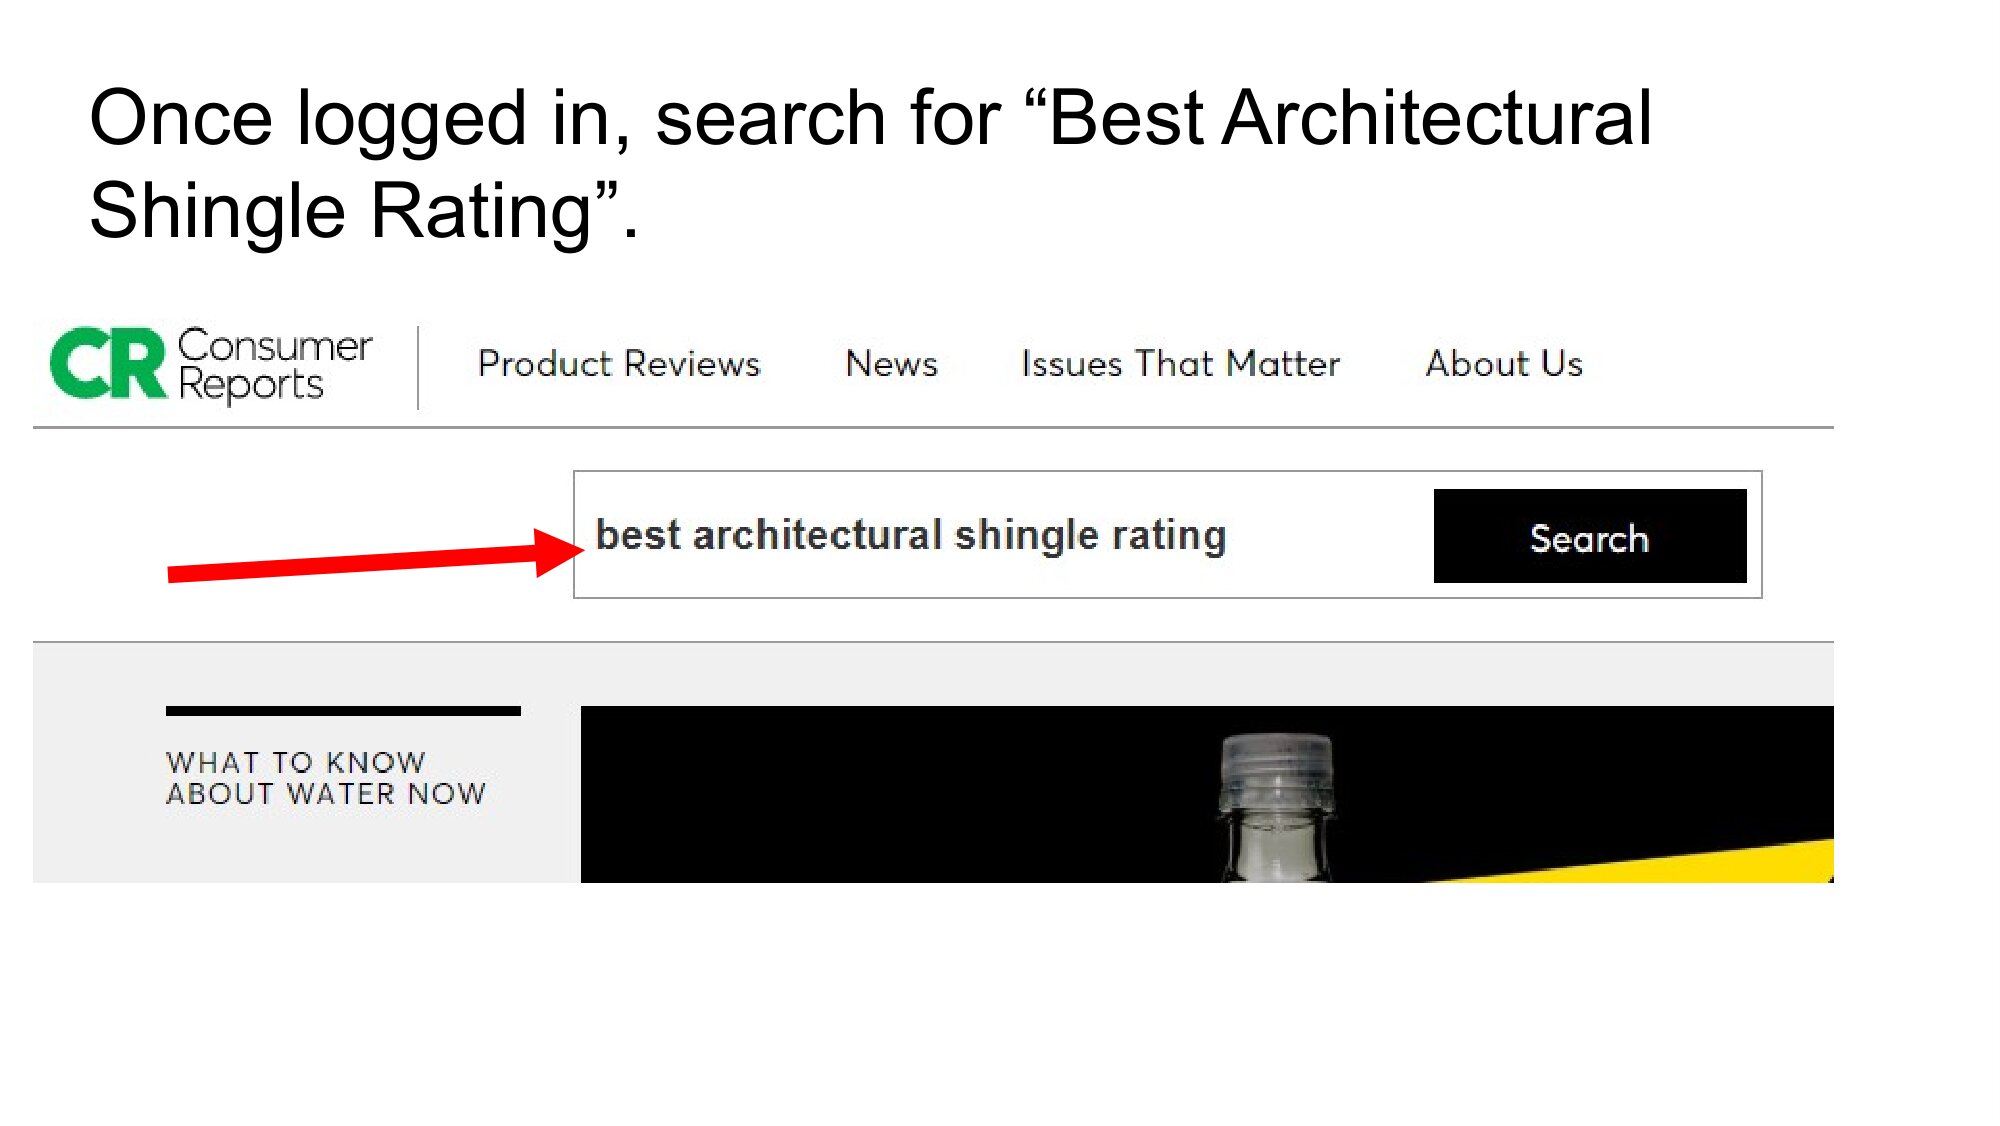 Once logged in, search for “Best Architectural
Shingle Rating”.
CR Consumer
Reports
Product Reviews
News
Issues That Matter
About Us
best architectural shingle rating
Search
WHAT TO KNOW
ABOUT WATER NOW